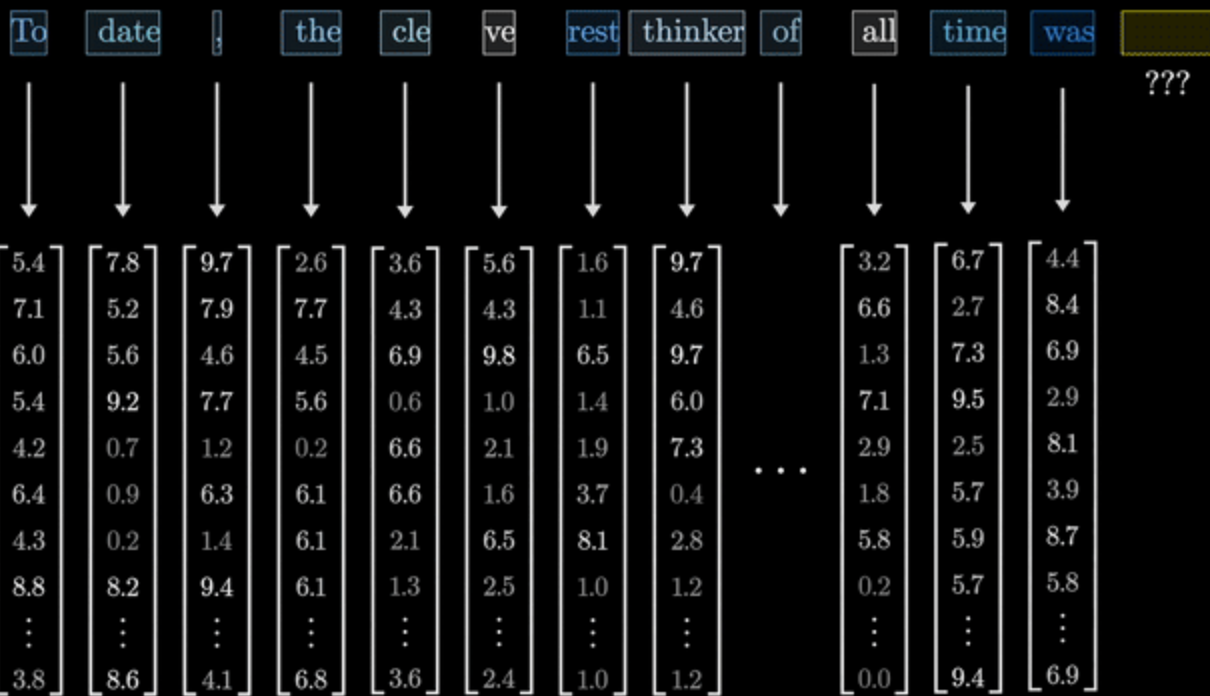 To date, the cleverest thinker of all time was
???
5.4 7.8 9.7 2.6 3.6 5.6 1.6 9.7 3.2 6.7 4.4
7.1 5.2 7.9 7.7 4.3 4.3 1.1 4.6 6.6 2.7 8.4
6.0 5.6 4.6 4.5 6.9 9.8 6.5 9.7 1.3 7.3 6.9
5.4 9.2 7.7 5.6 0.6 1.0 1.4 6.0 7.1 9.5 2.9
4.2 0.7 1.2 0.2 6.6 2.1 1.9 7.3 ... 2.9 2.5 8.1
6.4 0.9 6.3 6.1 6.6 1.6 3.7 0.4 1.8 5.7 3.9
4.3 0.2 1.4 6.1 2.1 6.5 8.1 2.8 5.8 5.9 8.7
8.8 8.2 9.4 6.1 1.3 2.5 1.0 1.2 0.2 5.7 5.8
⋮ ⋮ ⋮ ⋮ ⋮ ⋮ ⋮ ⋮ ⋮ ⋮ ⋮
3.8 8.6 4.1 6.8 3.6 2.4 1.0 1.2 0.0 9.4 6.9